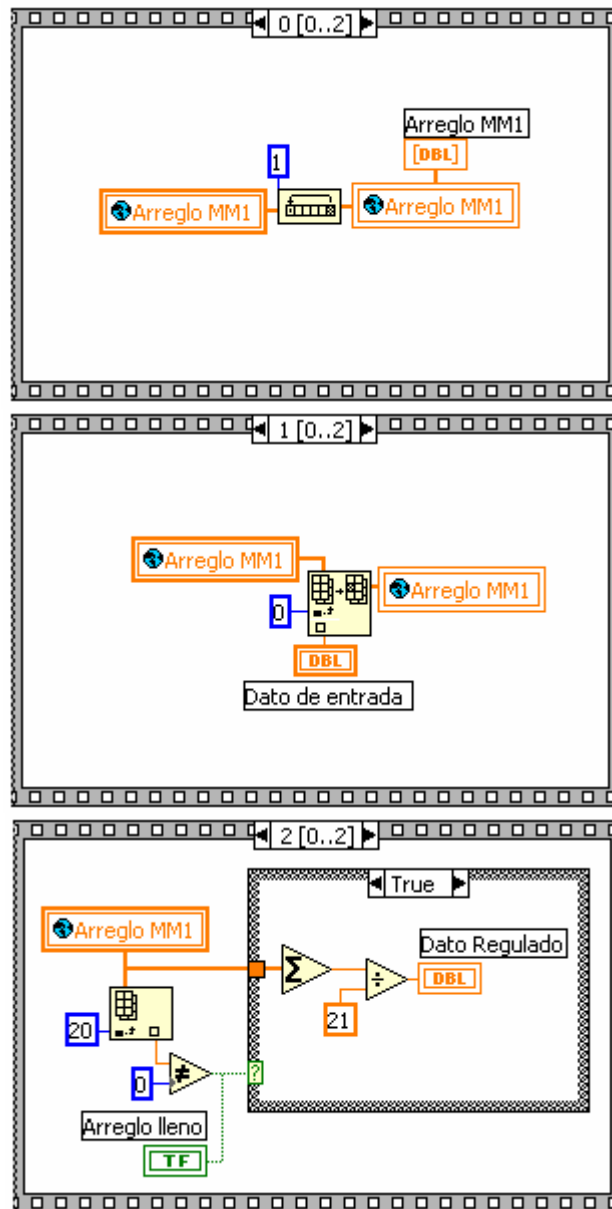 0 [0..2]
Arreglo MM1
[DBL]
1
Arreglo MM1
Arreglo MM1
1 [0..2]
Arreglo MM1
Arreglo MM1
0
DBL
Dato de entrada
2 [0..2]
True
Arreglo MM1
Dato Regulado
Σ
÷
DBL
20
21
≠
0
?
Arreglo lleno
TF